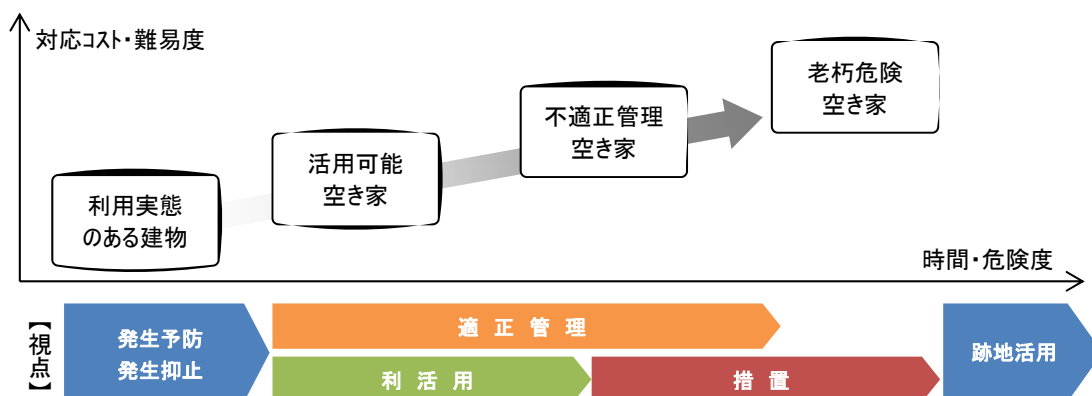 対応コスト・難易度
老朽危険
空き家
不適正管理
空き家
活用可能
空き家
利用実態
のある建物
時間・危険度
【視点】
発生予防
発生抑止
適正管理
利活用
措置
跡地活用